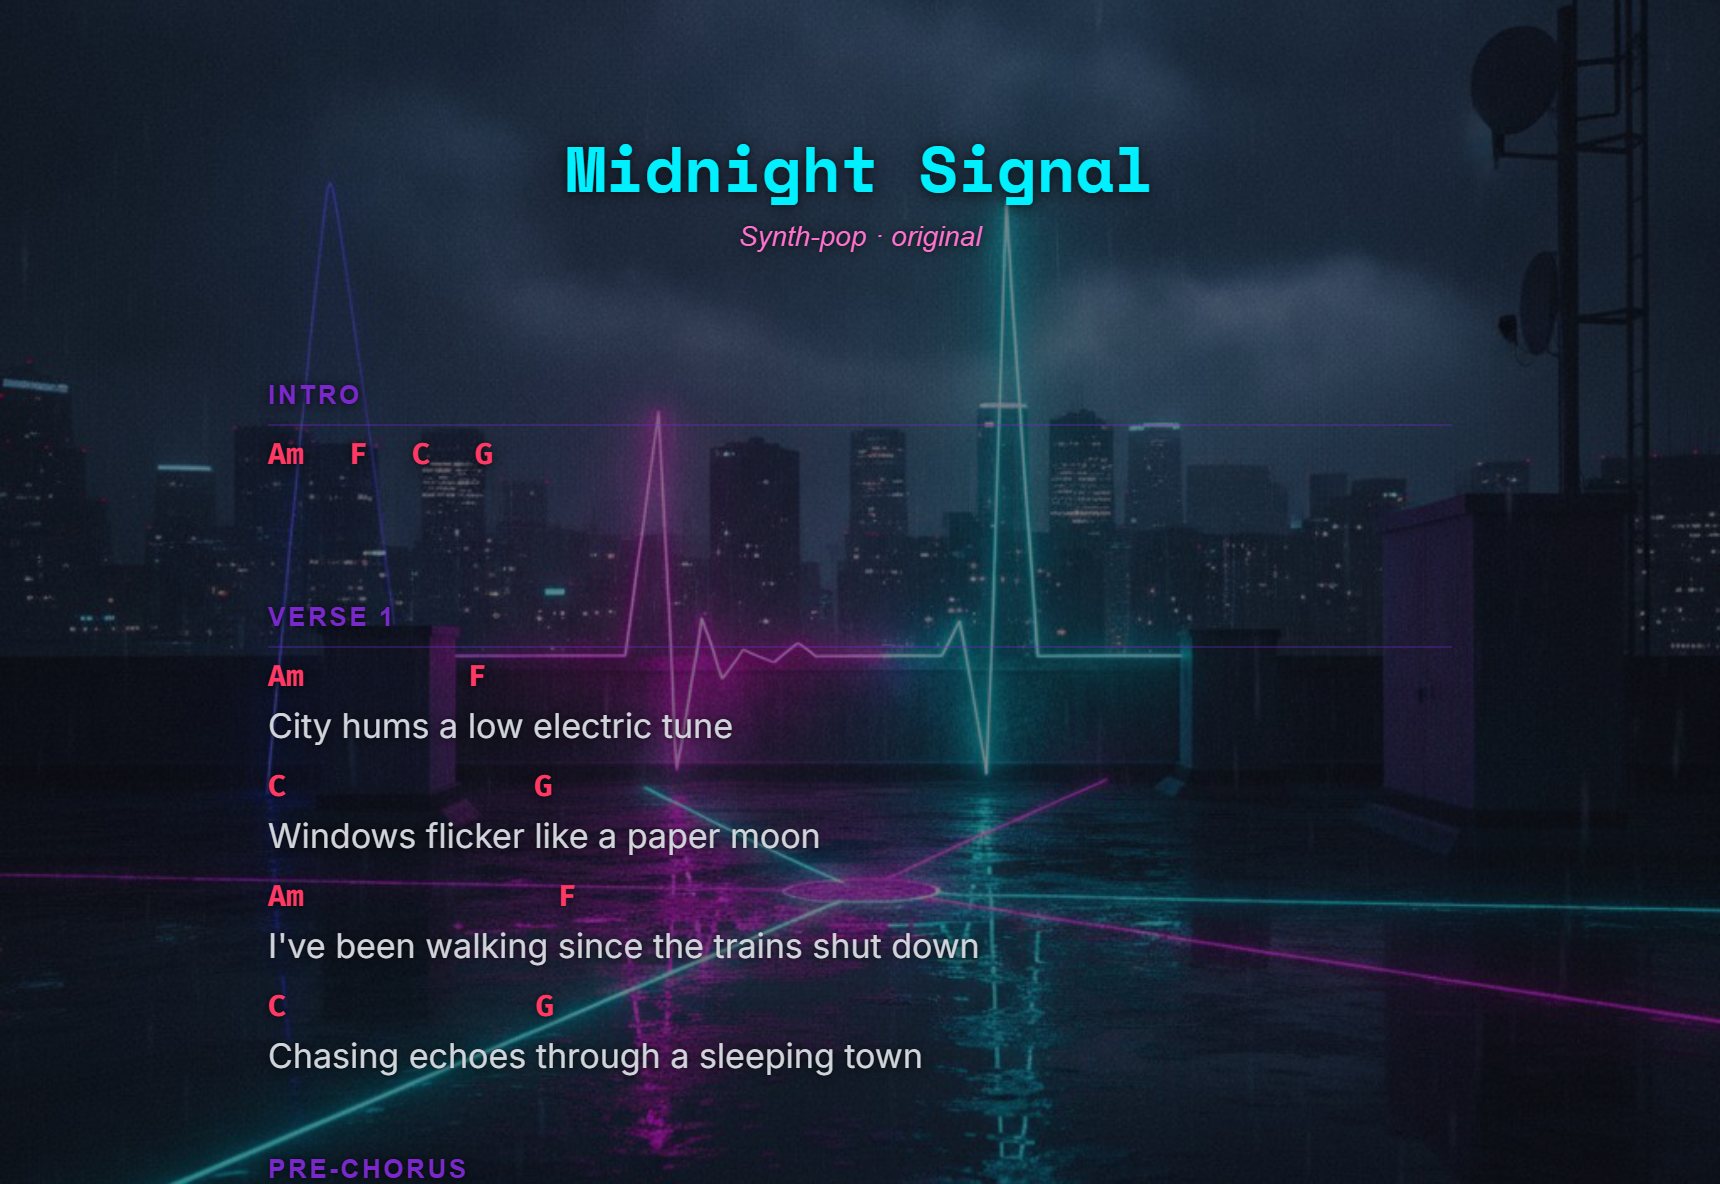 Midnight Signal
Synth-pop · original
INTRO
Am F C G
VERSE 1
Am F
City hums a low electric tune
C G
Windows flicker like a paper moon
Am F
I've been walking since the trains shut down
C G
Chasing echoes through a sleeping town
PRE-CHORUS